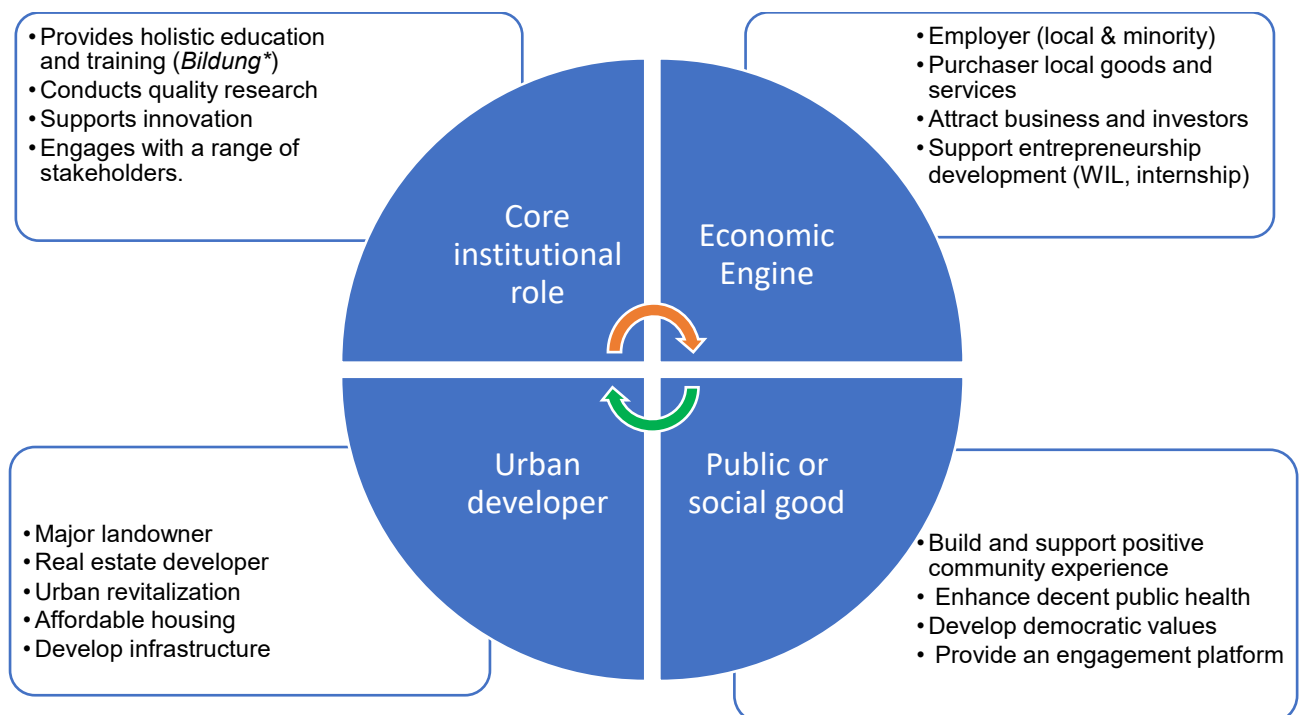 • Provides holistic education
and training (Bildung*)
• Conducts quality research
• Supports innovation
• Engages with a range of
stakeholders.
• Employer (local & minority)
• Purchaser local goods and
services
• Attract business and investors
• Support entrepreneurship
development (WIL, internship)
Core
institutional
role
Economic
Engine
Urban
developer
Public or
social good
• Major landowner
• Real estate developer
• Urban revitalization
• Affordable housing
• Develop infrastructure
• Build and support positive
community experience
• Enhance decent public health
• Develop democratic values
• Provide an engagement platform